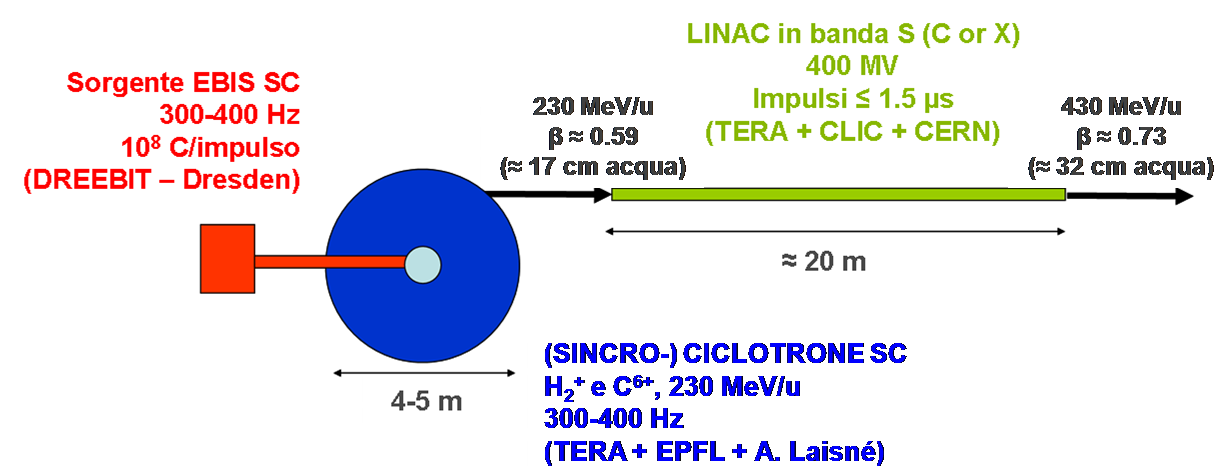 Sorgente EBIS SC
300-400 Hz
10⁸ C/impulso
(DREEBIT – Dresden)
LINAC in banda S (C or X)
400 MV
Impulsi ≤ 1.5 µs
(TERA + CLIC + CERN)
230 MeV/u
β ≈ 0.59
(≈ 17 cm acqua)
430 MeV/u
β ≈ 0.73
(≈ 32 cm acqua)
≈ 20 m
4-5 m
(SINCRO-) CICLOTRONE SC
H₂⁺ e C⁶⁺, 230 MeV/u
300-400 Hz
(TERA + EPFL + A. Laisné)